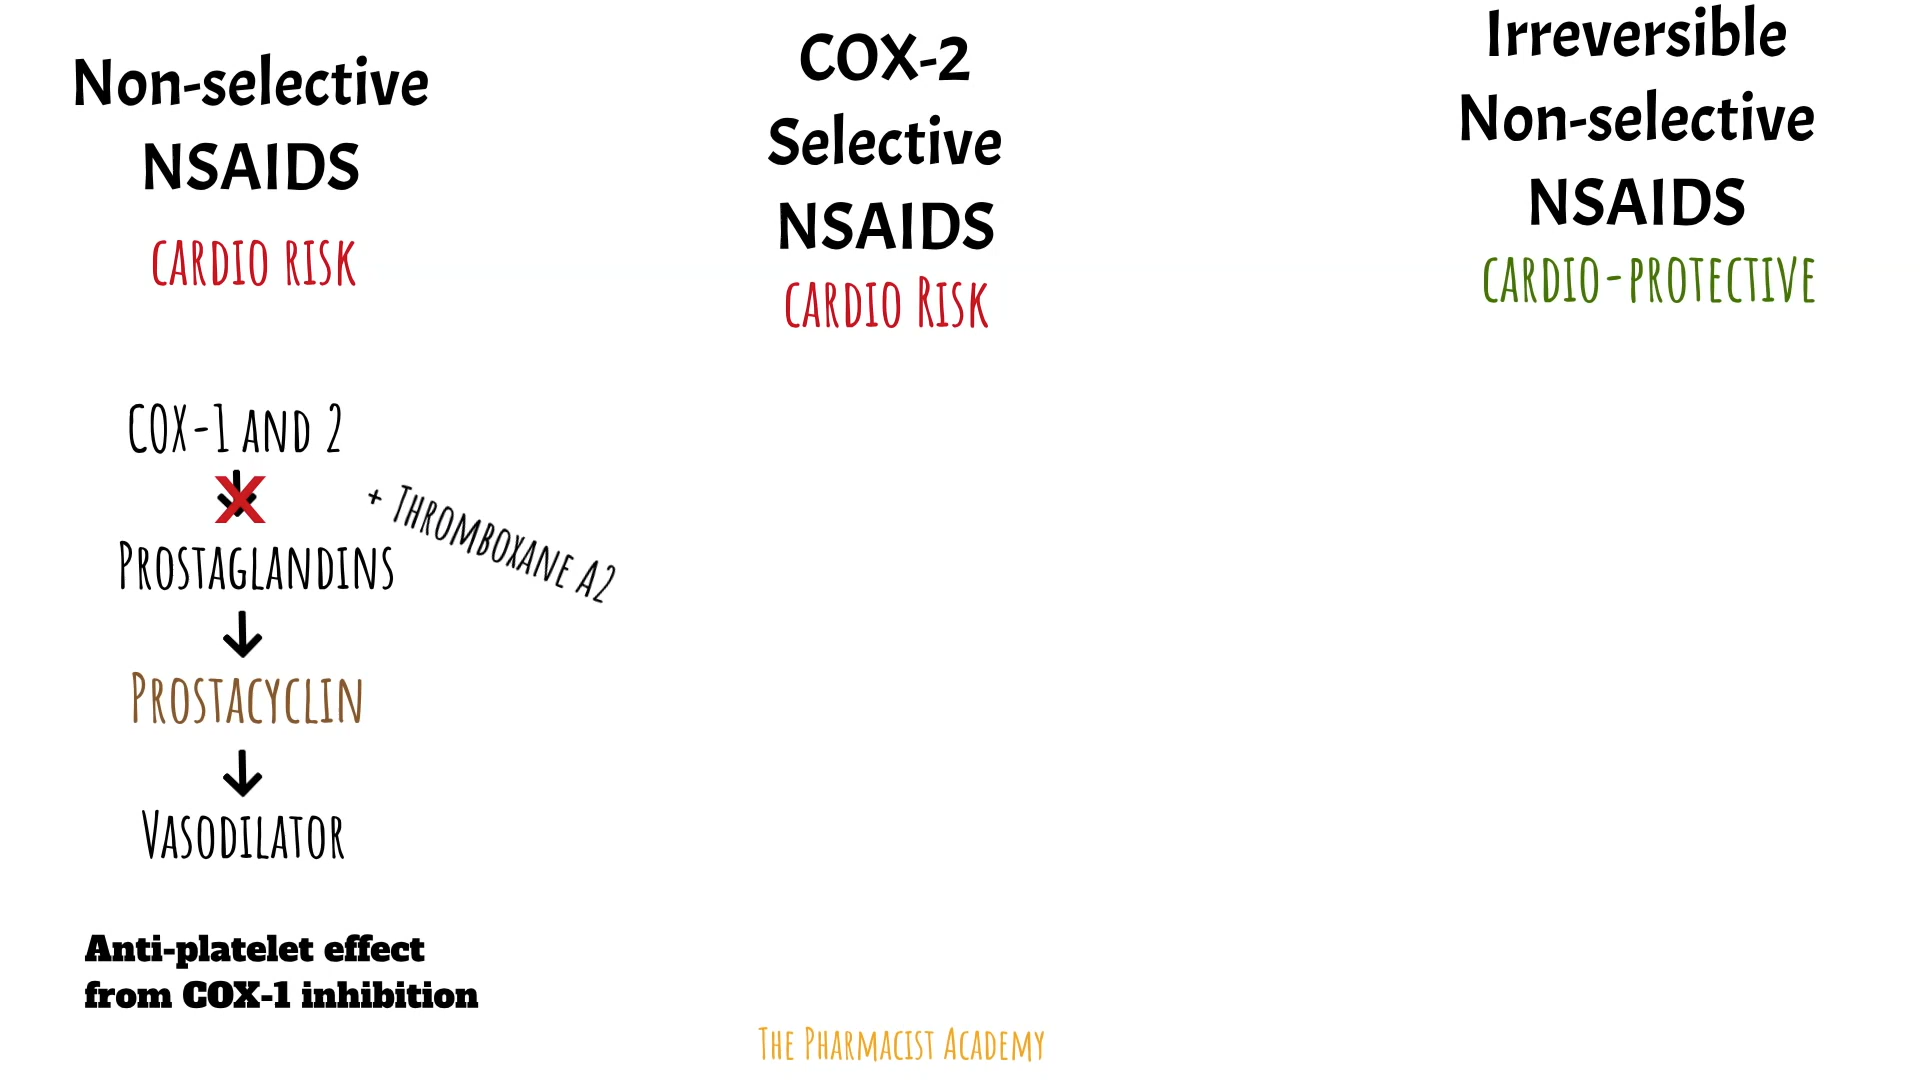 Non-selective
NSAIDS
cardio risk
COX-1 and 2
X
+ Thromboxane A2
Prostaglandins
Prostacyclin
Vasodilator
Anti-platelet effect
from COX-1 inhibition
COX-2
Selective
NSAIDS
cardio Risk
Irreversible
Non-selective
NSAIDS
cardio-protective
The Pharmacist Academy